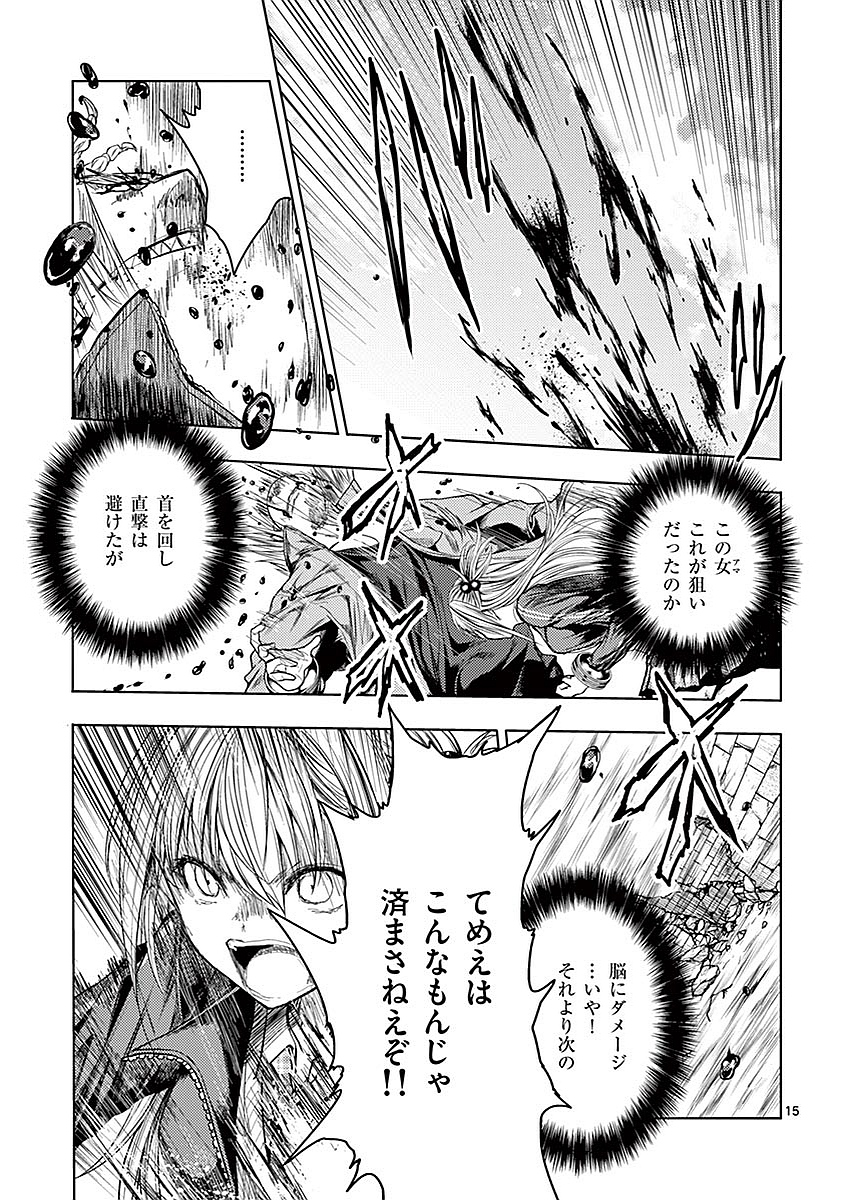 ………
この女
アマ
これが狙い
だったのか
首を回し
直撃は
避けたが
脳にダメージ
…いや！
それより次の
てめえは
こんなもんじゃ
済まさねえぞ!!
15